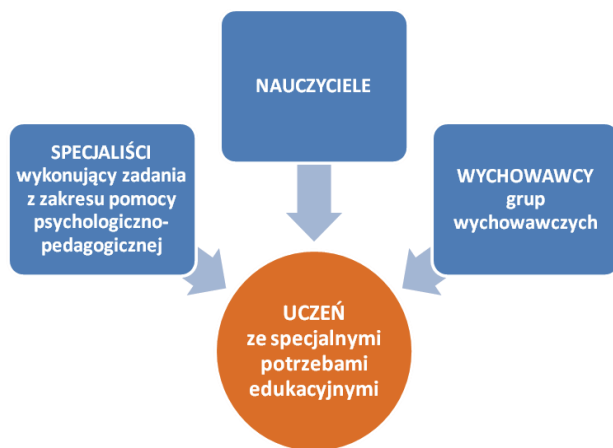 NAUCZYCIELE
SPECJALIŚCI
wykonujący zadania
z zakresu pomocy
psychologiczno-
pedagogicznej
WYCHOWAWCY
grup
wychowawczych
UCZEŃ
ze specjalnymi
potrzebami
edukacyjnymi